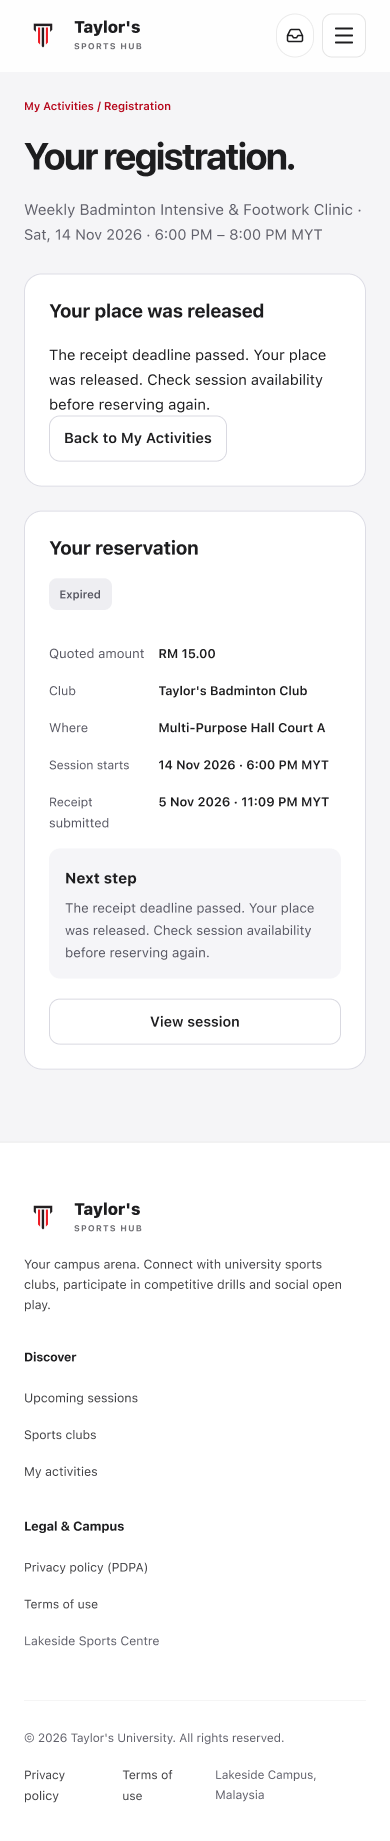 Taylor's
SPORTS HUB
My Activities / Registration
Your registration.
Weekly Badminton Intensive & Footwork Clinic ·
Sat, 14 Nov 2026 · 6:00 PM – 8:00 PM MYT
Your place was released
The receipt deadline passed. Your place
was released. Check session availability
before reserving again.
Back to My Activities
Your reservation
Expired
Quoted amount RM 15.00
Club Taylor's Badminton Club
Where Multi-Purpose Hall Court A
Session starts 14 Nov 2026 · 6:00 PM MYT
Receipt submitted 5 Nov 2026 · 11:09 PM MYT
Next step
The receipt deadline passed. Your place
was released. Check session availability
before reserving again.
View session
Taylor's
SPORTS HUB
Your campus arena. Connect with university sports
clubs, participate in competitive drills and social open
play.
Discover
Upcoming sessions
Sports clubs
My activities
Legal & Campus
Privacy policy (PDPA)
Terms of use
Lakeside Sports Centre
© 2026 Taylor's University. All rights reserved.
Privacy policy
Terms of use
Lakeside Campus, Malaysia